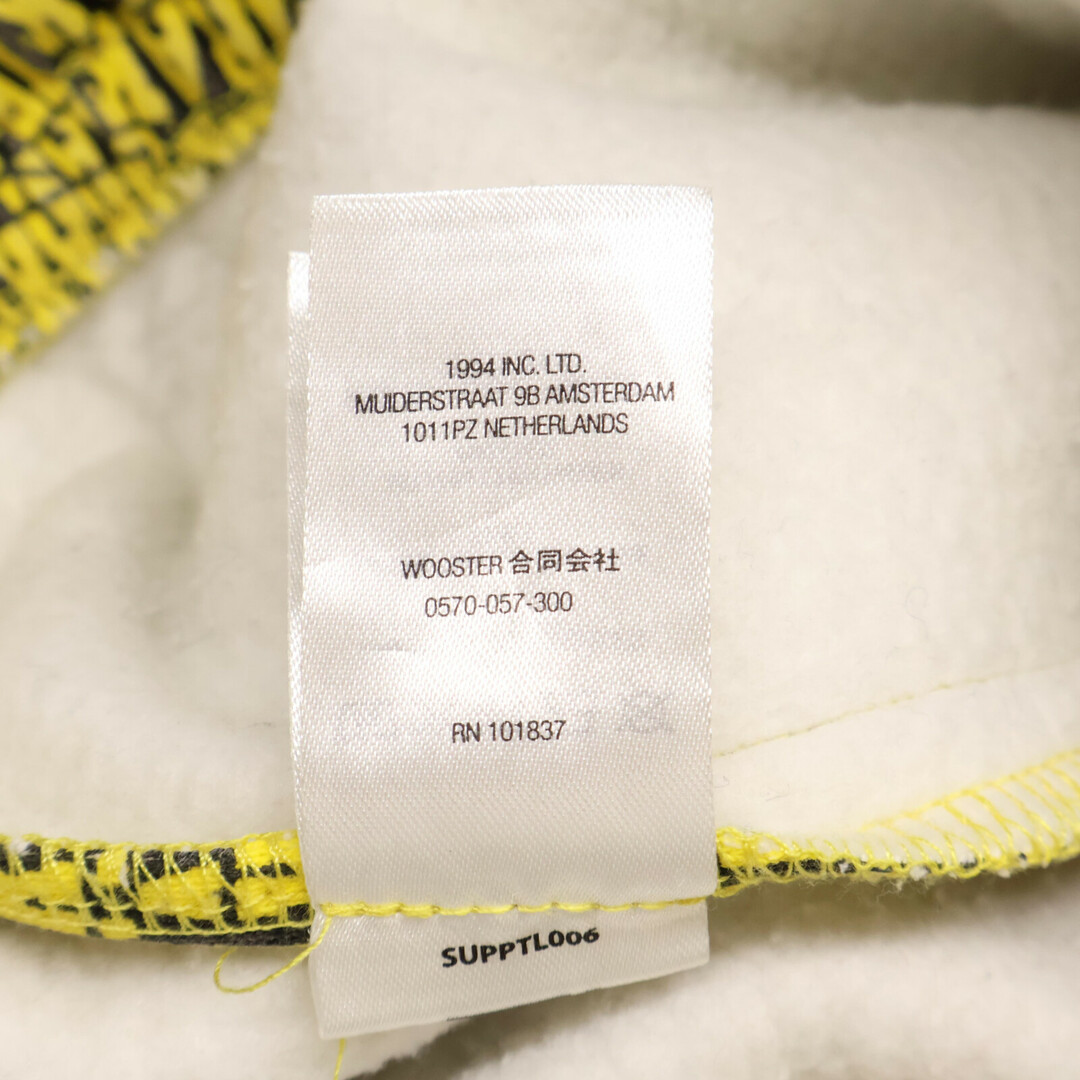 1994 INC. LTD.
MUIDERSTRAAT 9B AMSTERDAM
1011PZ NETHERLANDS
WOOSTER 合同会社
0570-057-300
RN 101837
SUPPTL006